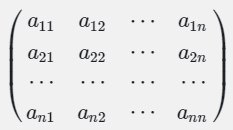 a₁₁ a₁₂ ⋯ a₁ₙ
a₂₁ a₂₂ ⋯ a₂ₙ
⋯ ⋯ ⋯ ⋯
aₙ₁ aₙ₂ ⋯ aₙₙ